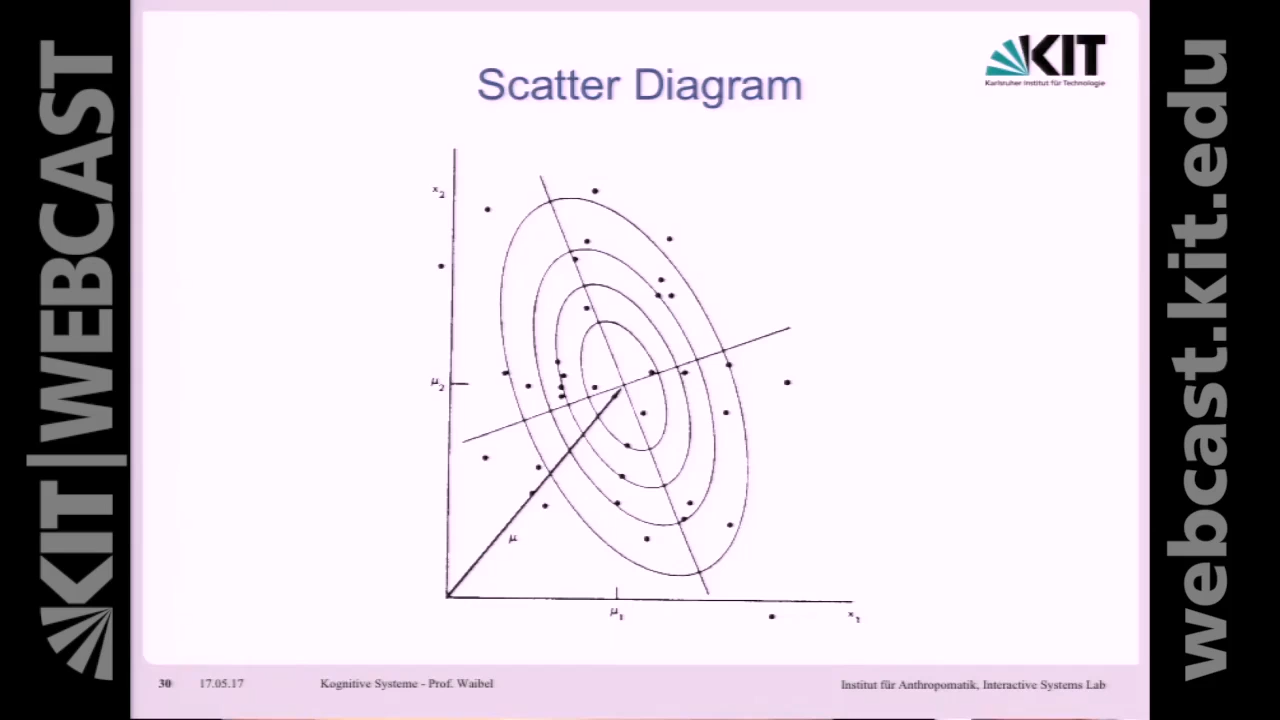 KIT|WEBCAST
Scatter Diagram
KIT
Karlsruher Institut für Technologie
x2
μ2
μ
μ1
x1
30 17.05.17 Kognitive Systeme - Prof. Waibel Institut für Anthropomatik, Interactive Systems Lab
webcast.kit.edu